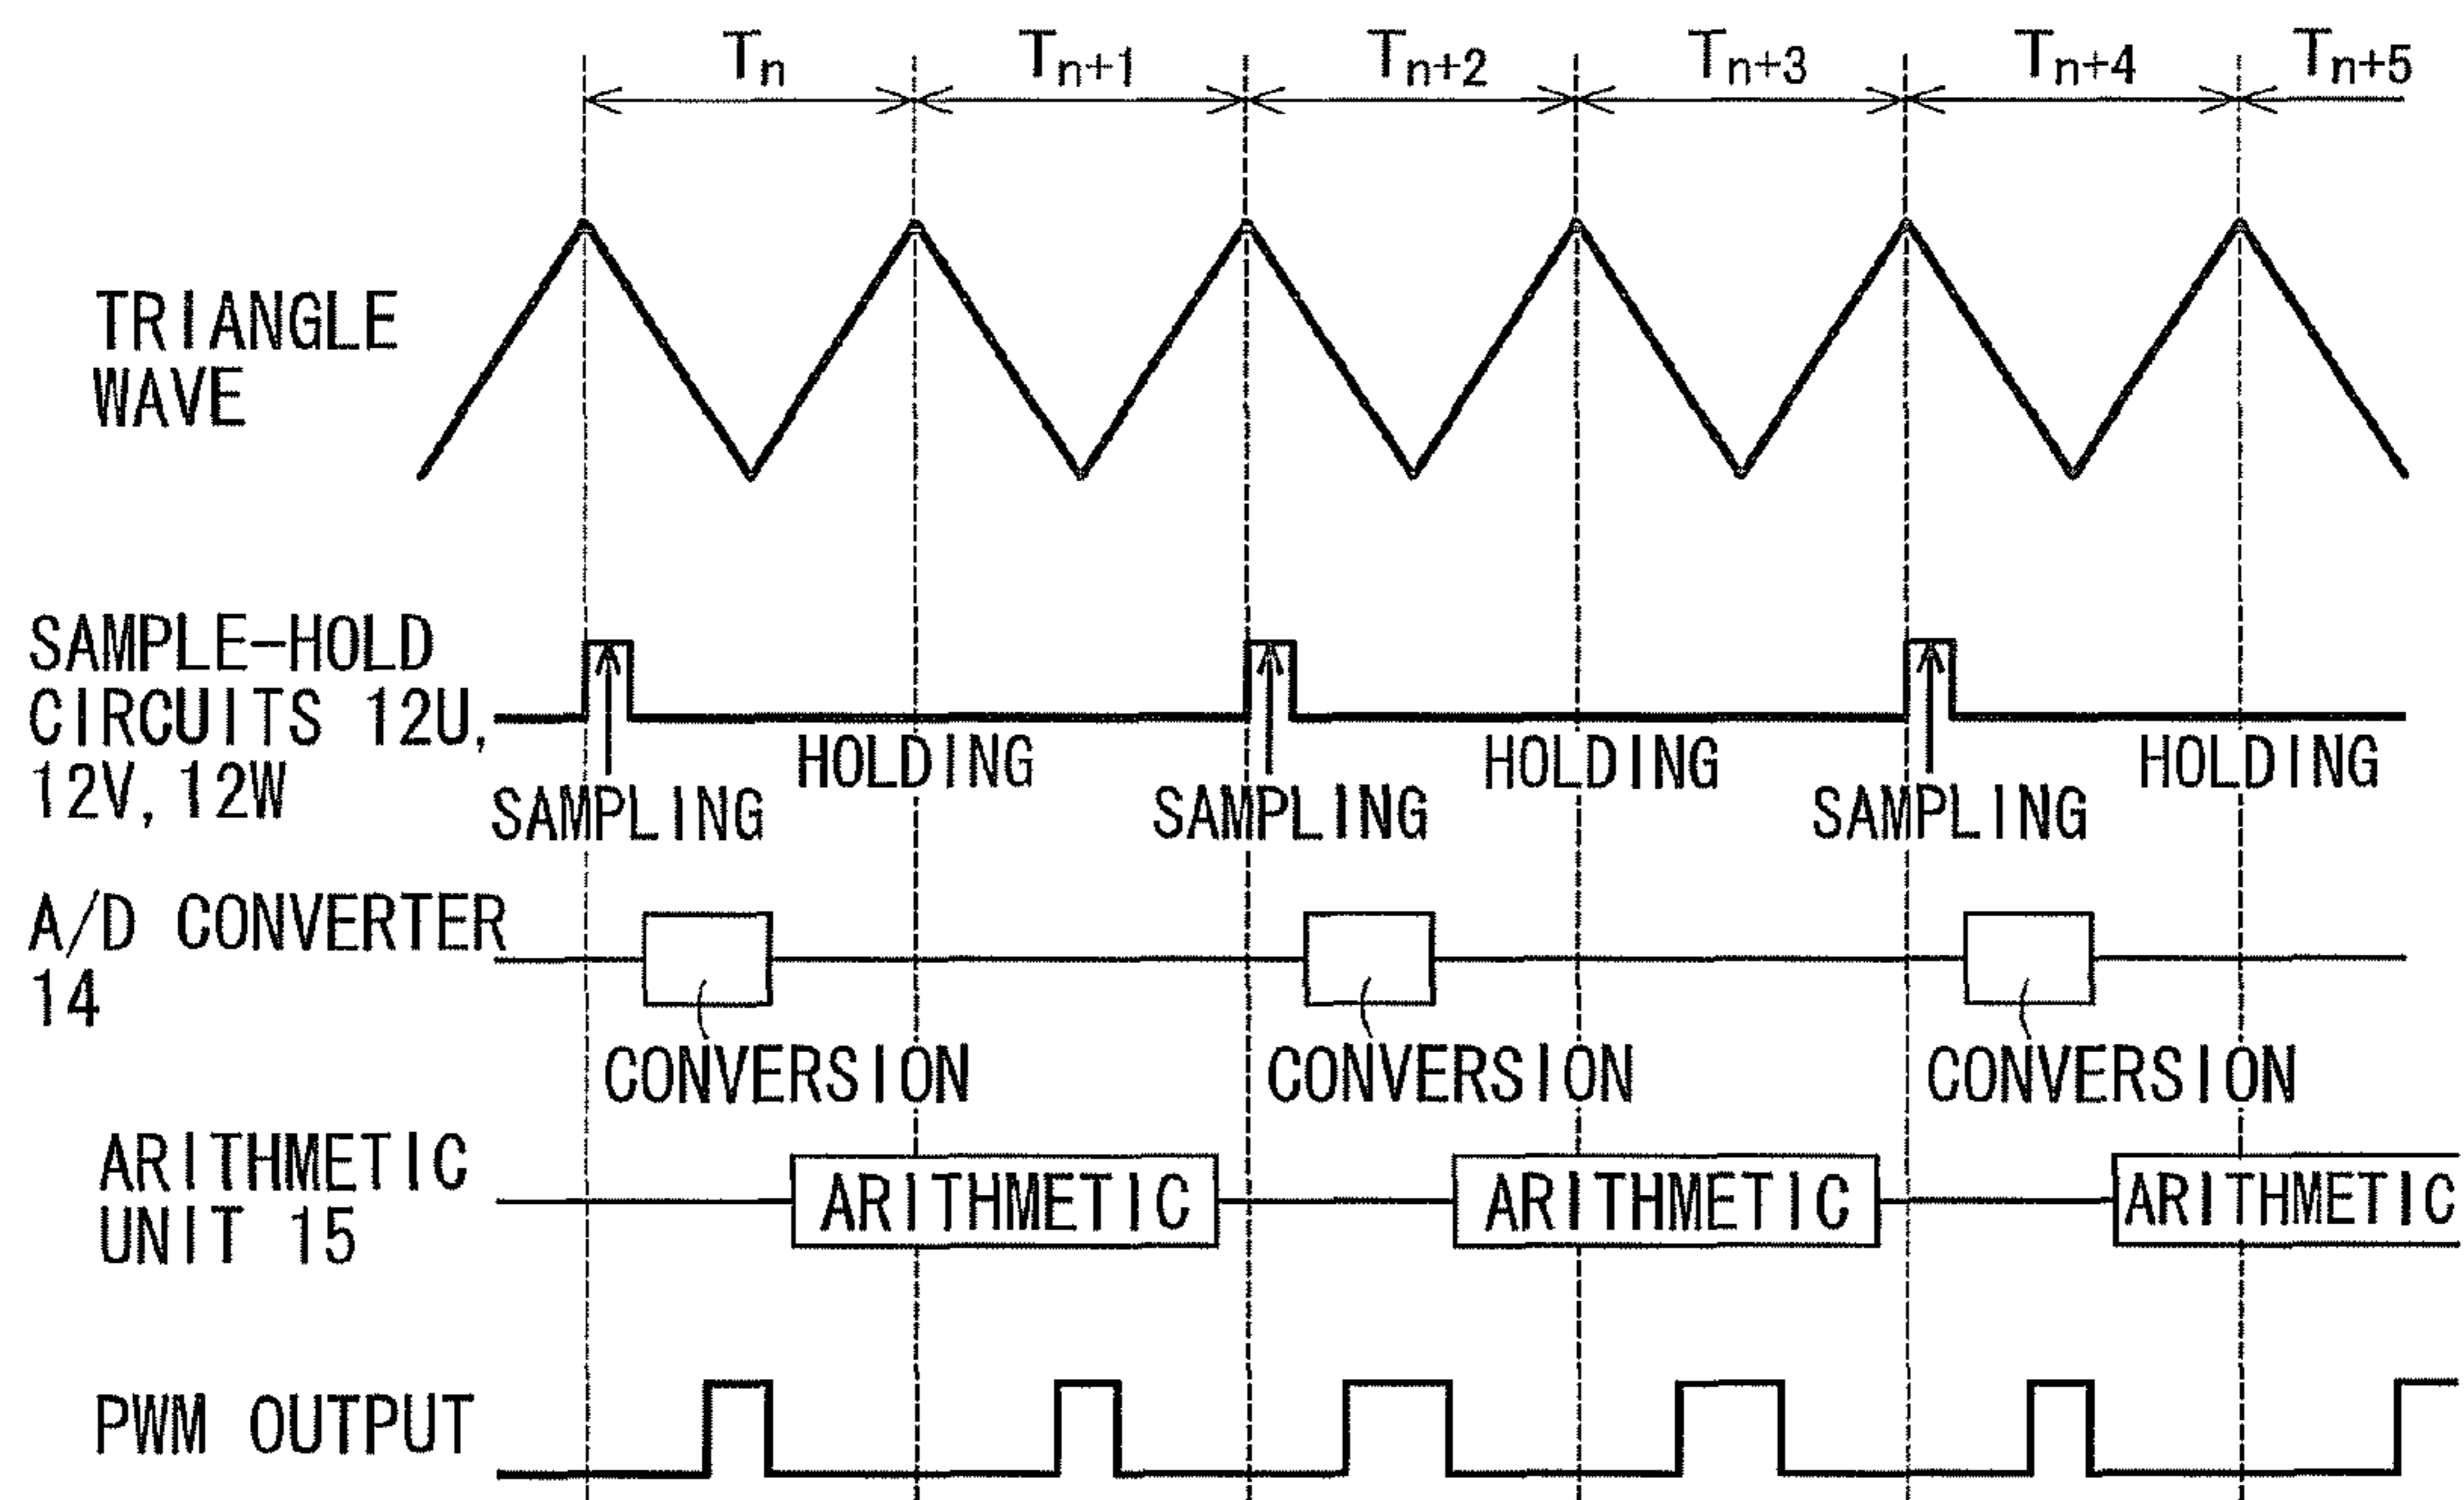 Tn Tn+1 Tn+2 Tn+3 Tn+4 Tn+5
TRIANGLE
WAVE
SAMPLE-HOLD
CIRCUITS 12U,
12V, 12W
HOLDING HOLDING HOLDING
SAMPLING SAMPLING SAMPLING
A/D CONVERTER
14
CONVERSION CONVERSION CONVERSION
ARITHMETIC
UNIT 15
ARITHMETIC ARITHMETIC ARITHMETIC
PWM OUTPUT